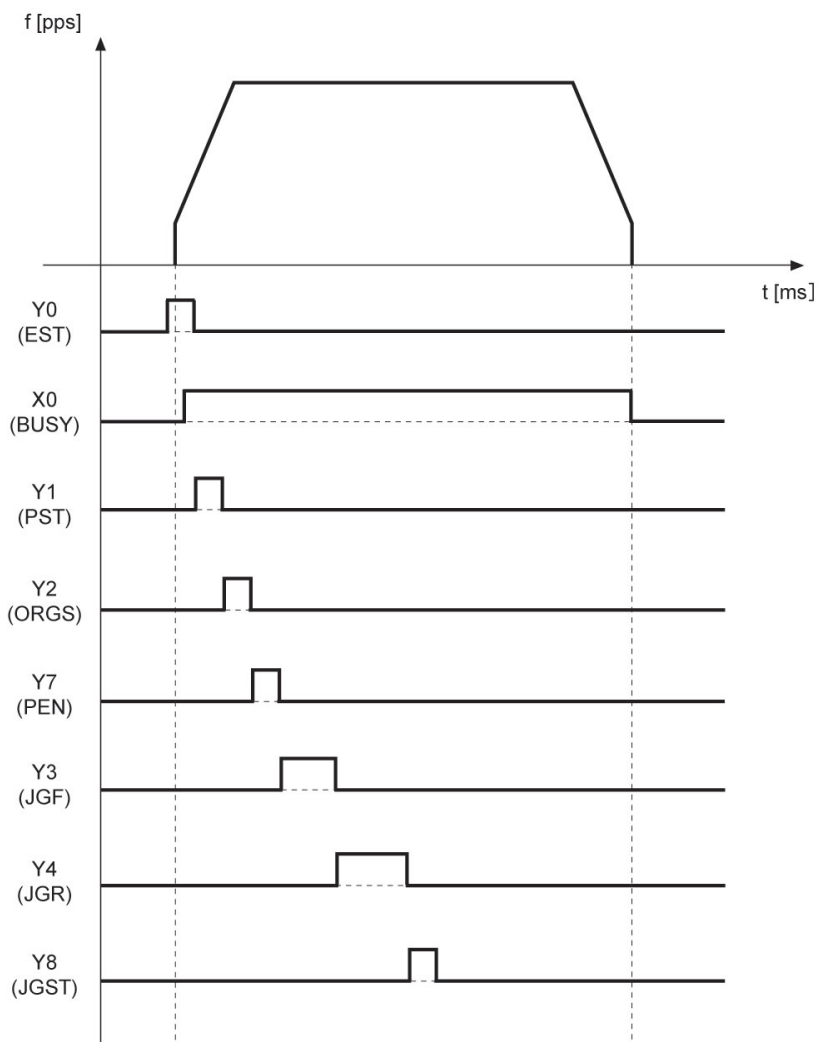 f [pps]
t [ms]
Y0
(EST)
X0
(BUSY)
Y1
(PST)
Y2
(ORGS)
Y7
(PEN)
Y3
(JGF)
Y4
(JGR)
Y8
(JGST)